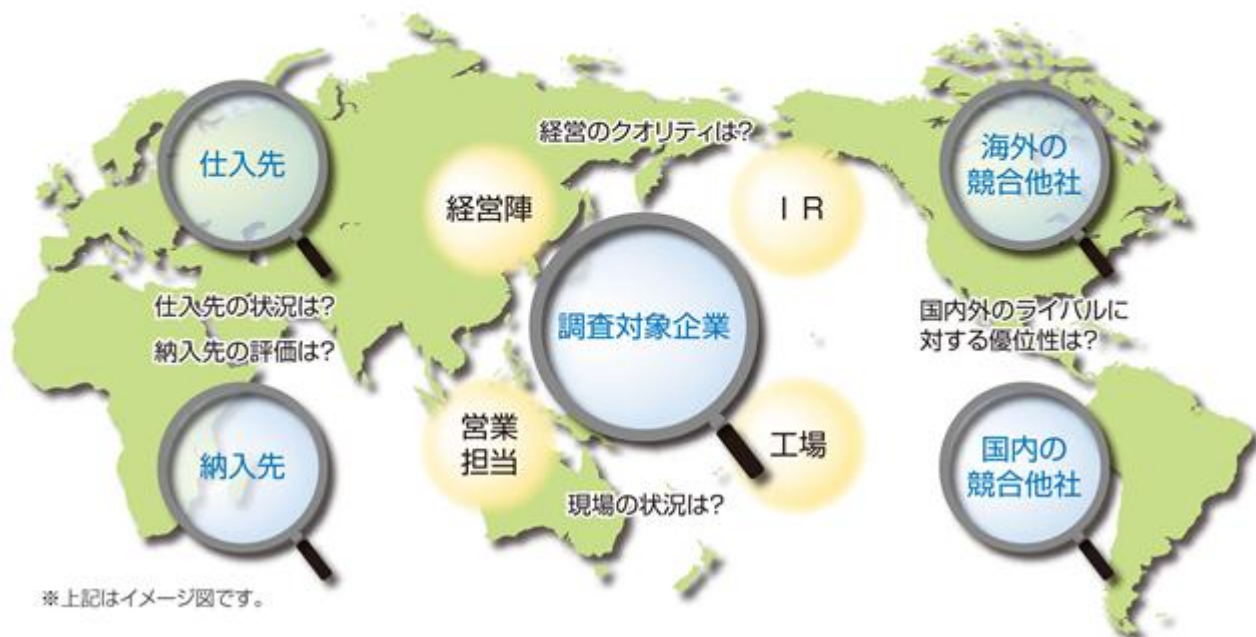 経営のクオリティは?
仕入先
経営陣
I R
海外の
競合他社
調査対象企業
仕入先の状況は?
納入先の評価は?
国内外のライバルに
対する優位性は?
納入先
営業
担当
工場
国内の
競合他社
現場の状況は?
※上記はイメージ図です。